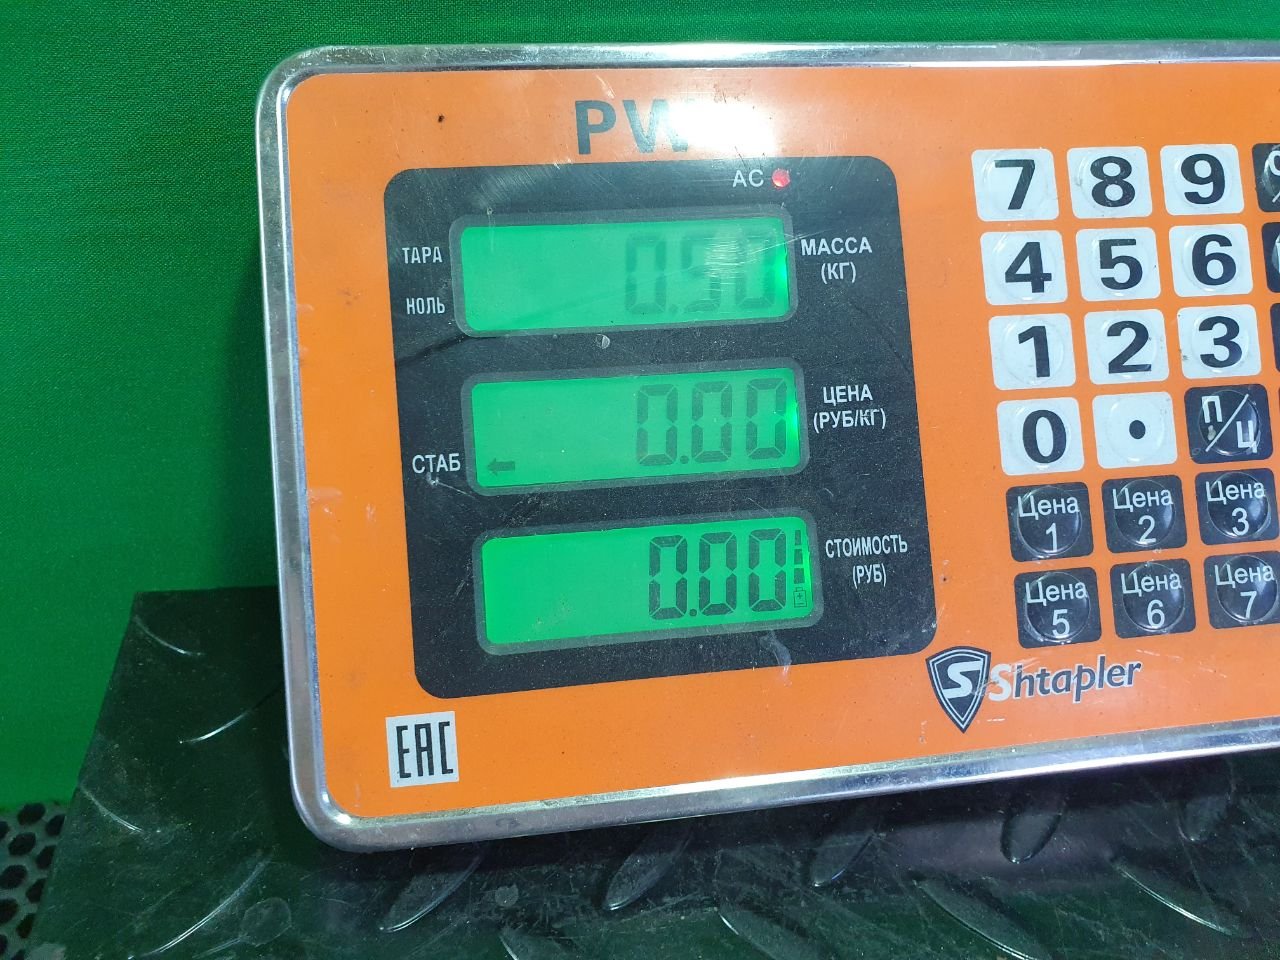 PW
AC
ТАРА
НОЛЬ
0.50
МАССА
(КГ)
СТАБ
0.00
ЦЕНА
(РУБ/КГ)
0.00
СТОИМОСТЬ
(РУБ)
7 8 9
4 5 6
1 2 3
0 . П/Ц
Цена 1 Цена 2 Цена 3
Цена 5 Цена 6 Цена 7
S Shtapler
EAC